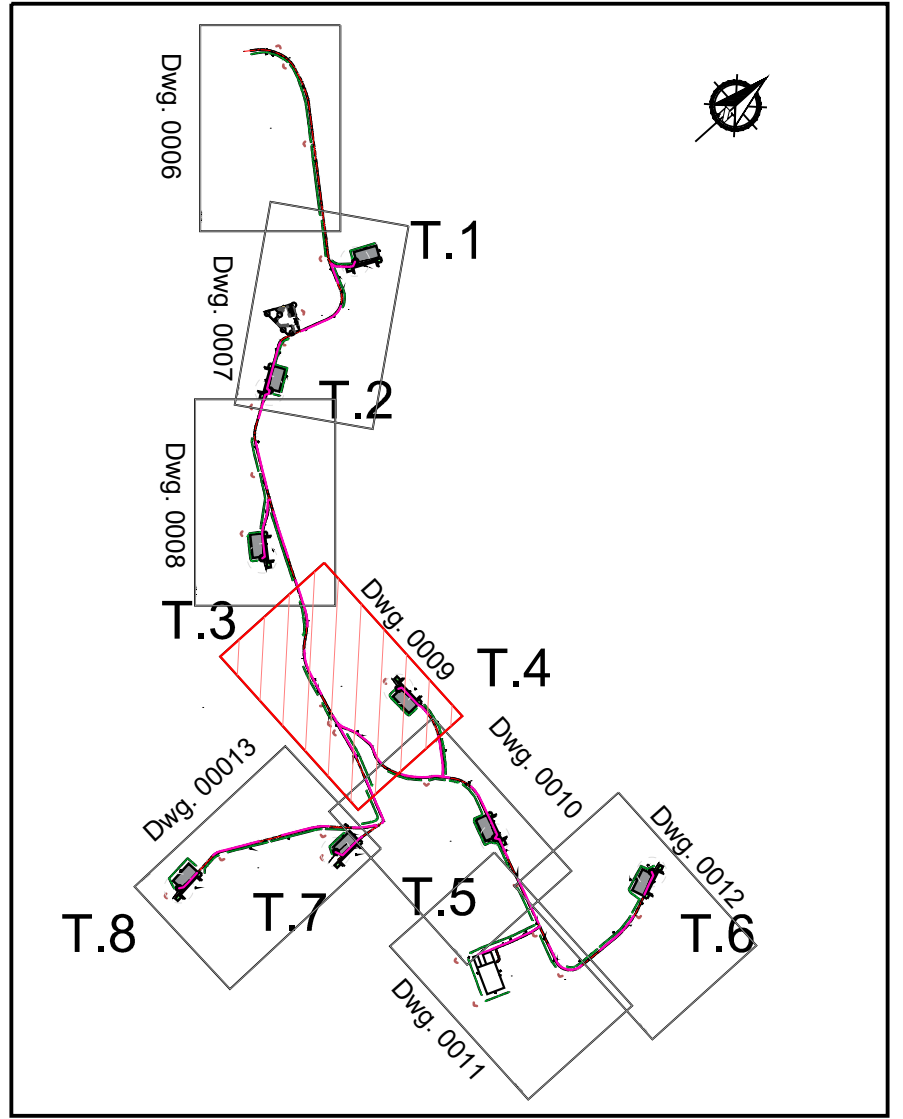 Dwg. 0006
T.1
Dwg. 0007
T.2
Dwg. 0008
T.3
Dwg. 0009
T.4
Dwg. 0010
Dwg. 00013
Dwg. 0012
T.5
T.7
T.8
T.6
Dwg. 0011